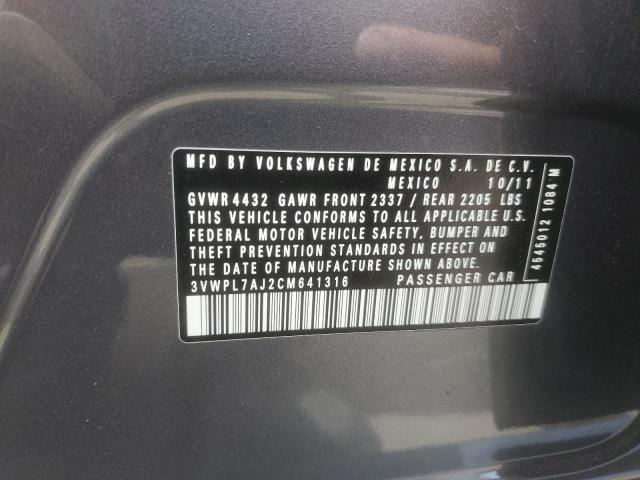 MFD BY VOLKSWAGEN DE MEXICO S.A. DE C.V.
MEXICO 10/11
GVWR 4432 GAWR FRONT 2337 / REAR 2205 LBS
THIS VEHICLE CONFORMS TO ALL APPLICABLE U.S.
FEDERAL MOTOR VEHICLE SAFETY, BUMPER AND
THEFT PREVENTION STANDARDS IN EFFECT ON
THE DATE OF MANUFACTURE SHOWN ABOVE.
3VWPL7AJ2CM641316 PASSENGER CAR
4545012 1084 M